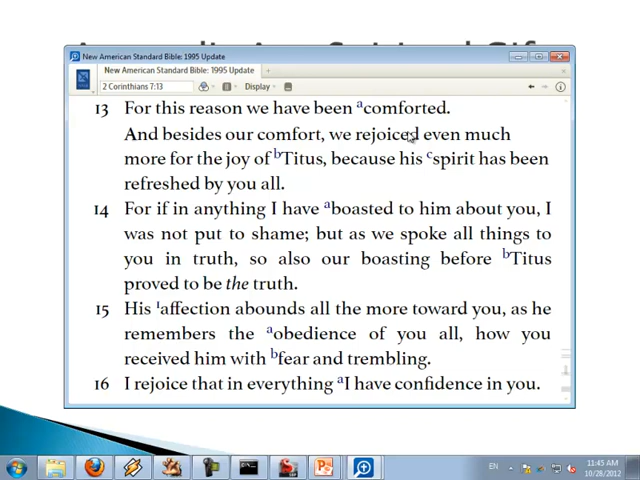 New American Standard Bible: 1995 Update
New American Standard Bible: 1995 Update
2 Corinthians 7:13
Display
13 For this reason we have been ᵃcomforted.
And besides our comfort, we rejoiced even much
more for the joy of ᵇTitus, because his ᶜspirit has been
refreshed by you all.
14 For if in anything I have ᵃboasted to him about you, I
was not put to shame; but as we spoke all things to
you in truth, so also our boasting before ᵇTitus
proved to be the truth.
15 His ¹affection abounds all the more toward you, as he
remembers the ᵃobedience of you all, how you
received him with ᵇfear and trembling.
16 I rejoice that in everything ᵃI have confidence in you.
EN
11:45 AM
10/28/2012